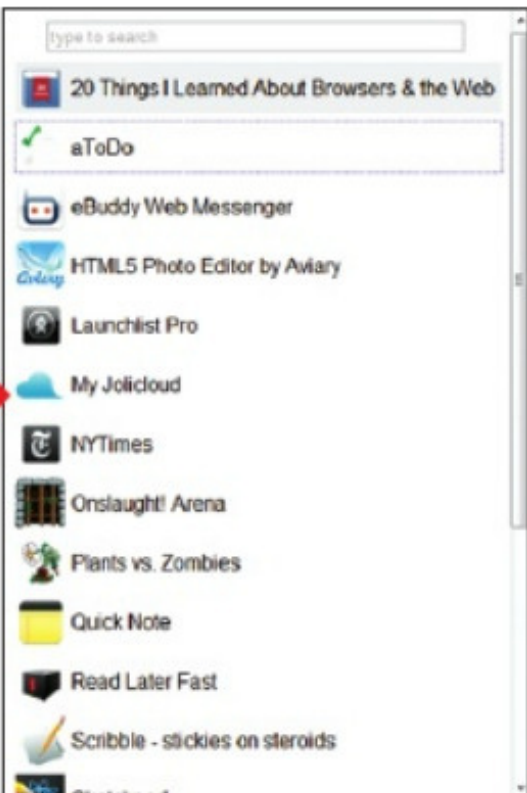 type to search
20 Things I Learned About Browsers & the Web
aToDo
eBuddy Web Messenger
Aviary
HTML5 Photo Editor by Aviary
Launchlist Pro
My Jolicloud
NYTimes
Onslaught! Arena
Plants vs. Zombies
Quick Note
Read Later Fast
Scribble - stickies on steroids